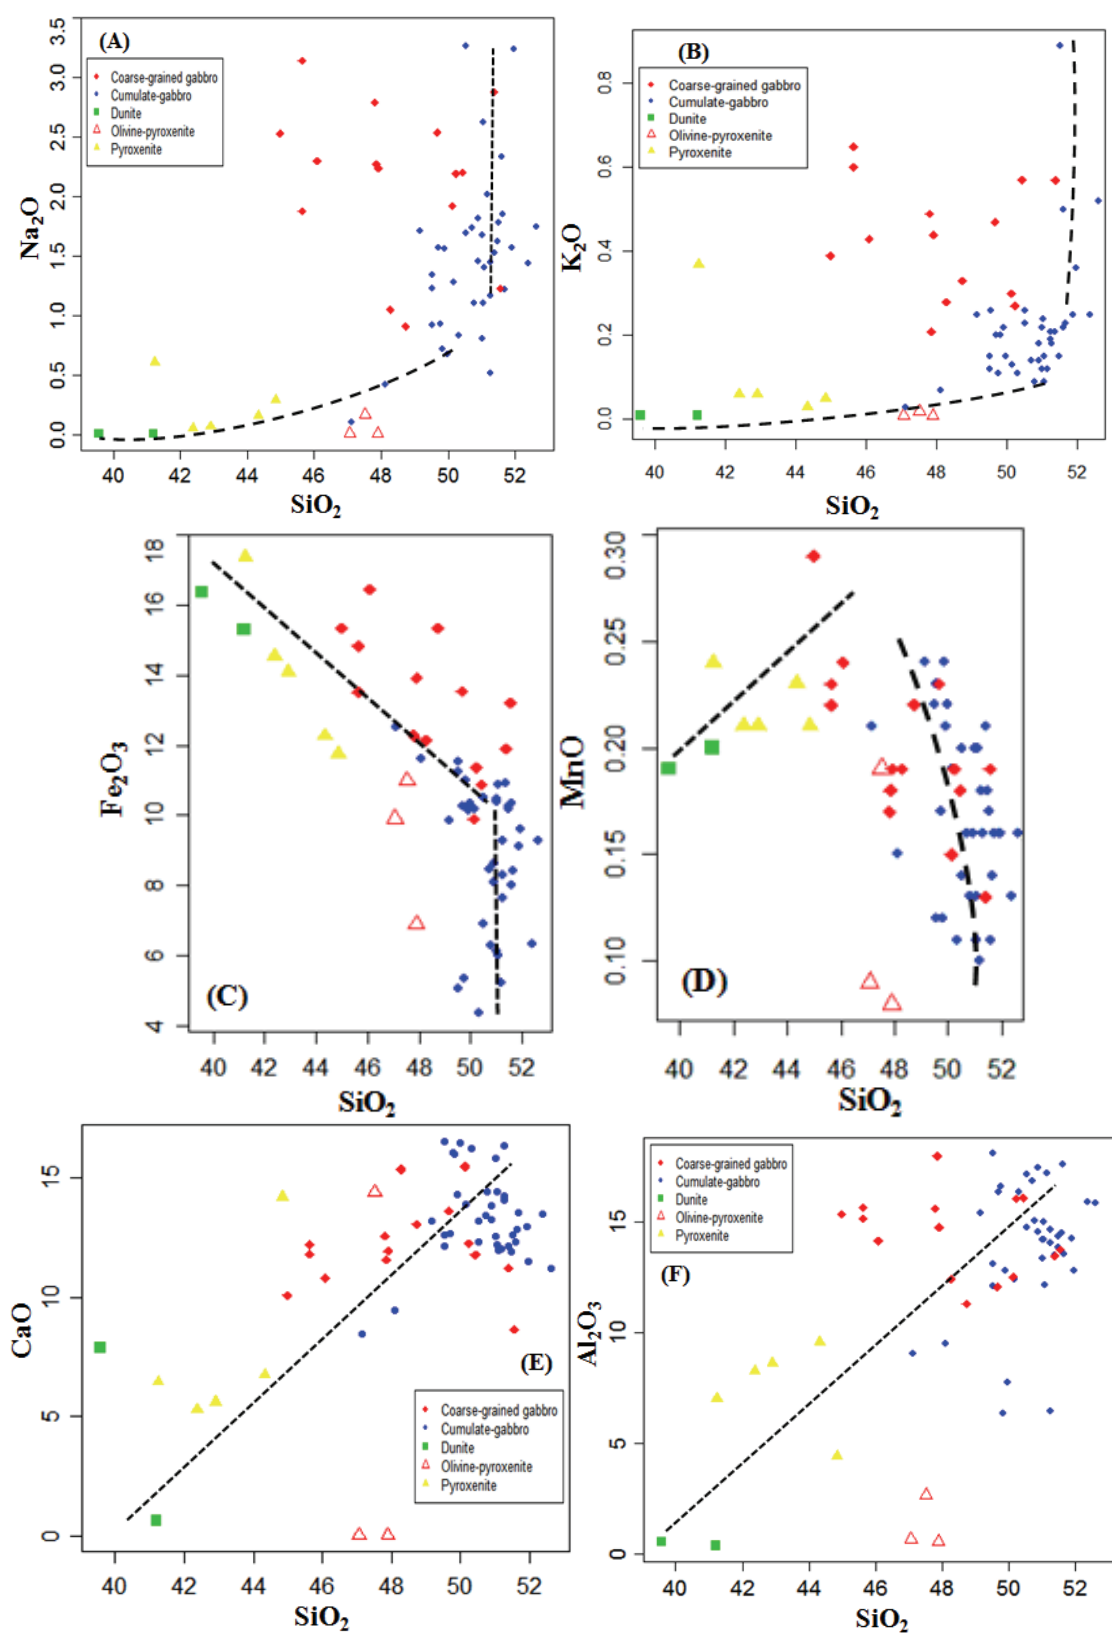 (A)
Coarse-grained gabbro
Cumulate-gabbro
Dunite
Olivine-pyroxenite
Pyroxenite
Na₂O
0.0 0.5 1.0 1.5 2.0 2.5 3.0 3.5
40 42 44 46 48 50 52
SiO₂
(B)
Coarse-grained gabbro
Cumulate-gabbro
Dunite
Olivine-pyroxenite
Pyroxenite
K₂O
0.0 0.2 0.4 0.6 0.8
40 42 44 46 48 50 52
SiO₂
(C)
Fe₂O₃
4 6 8 10 12 14 16 18
40 42 44 46 48 50 52
SiO₂
(D)
MnO
0.10 0.15 0.20 0.25 0.30
40 42 44 46 48 50 52
SiO₂
(E)
Coarse-grained gabbro
Cumulate-gabbro
Dunite
Olivine-pyroxenite
Pyroxenite
CaO
0 5 10 15
40 42 44 46 48 50 52
SiO₂
Coarse-grained gabbro
Cumulate-gabbro
Dunite
Olivine-pyroxenite
Pyroxenite
(F)
Al₂O₃
0 5 10 15
40 42 44 46 48 50 52
SiO₂